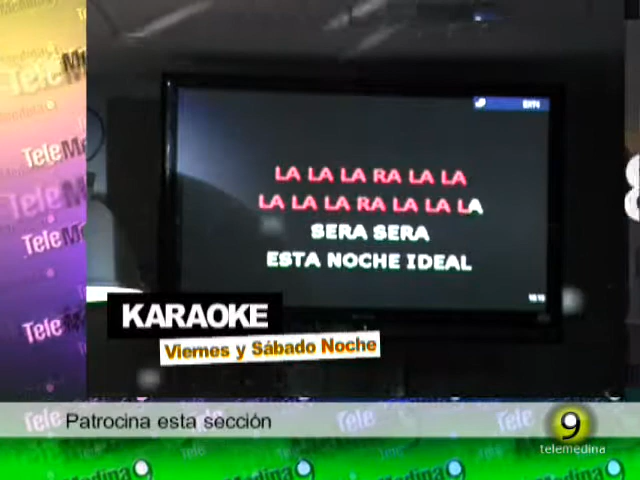 LA LA LA RA LA LA
LA LA LA RA LA LA LA
SERA SERA
ESTA NOCHE IDEAL
KARAOKE
Viernes y Sábado Noche
Patrocina esta sección
9
telemedina